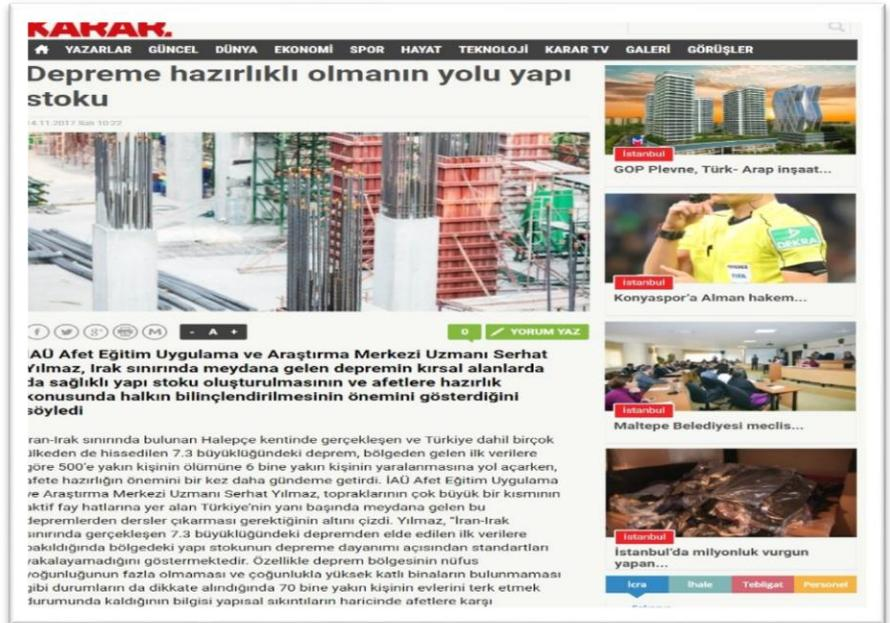 KARAR.
YAZARLAR GÜNCEL DÜNYA EKONOMİ SPOR HAYAT TEKNOLOJİ KARAR TV GALERİ GÖRÜŞLER
Depreme hazırlıklı olmanın yolu yapı
stoku
14.11.2017 Salı 10:22
- A +
0 YORUM YAZ
İAÜ Afet Eğitim Uygulama ve Araştırma Merkezi Uzmanı Serhat
Yılmaz, Irak sınırında meydana gelen depremin kırsal alanlarda
da sağlıklı yapı stoku oluşturulmasının ve afetlere hazırlık
konusunda halkın bilinçlendirilmesinin önemini gösterdiğini
söyledi
İran-Irak sınırında bulunan Halepçe kentinde gerçekleşen ve Türkiye dahil birçok
ülkeden de hissedilen 7.3 büyüklüğündeki deprem, bölgeden gelen ilk verilere
göre 500'e yakın kişinin ölümüne 6 bine yakın kişinin yaralanmasına yol açarken,
afete hazırlığın önemini bir kez daha gündeme getirdi. İAÜ Afet Eğitim Uygulama
ve Araştırma Merkezi Uzmanı Serhat Yılmaz, topraklarının çok büyük bir kısmının
aktif fay hatlarına yer alan Türkiye'nin yanı başında meydana gelen bu
depremlerden dersler çıkarması gerektiğinin altını çizdi. Yılmaz, "İran-Irak
sınırında gerçekleşen 7.3 büyüklüğündeki depremden elde edilen ilk verilere
bakıldığında bölgedeki yapı stokunun depreme dayanımı açısından standartları
yakalayamadığını göstermektedir. Özellikle deprem bölgesinin nüfus
yoğunluğunun fazla olmaması ve çoğunlukla yüksek katlı binaların bulunmaması
gibi durumların da dikkate alındığında 70 bine yakın kişinin evlerini terk etmek
durumunda kaldığının bilgisi yapısal sıkıntıların haricinde afetlere karşı
İstanbul
GOP Plevne, Türk- Arap inşaat...
DEKRA
İstanbul
Konyaspor'a Alman hakem...
İstanbul
Maltepe Belediyesi meclis...
İstanbul
İstanbul'da milyonluk vurgun
yapan...
İcra İhale Tebligat Personel